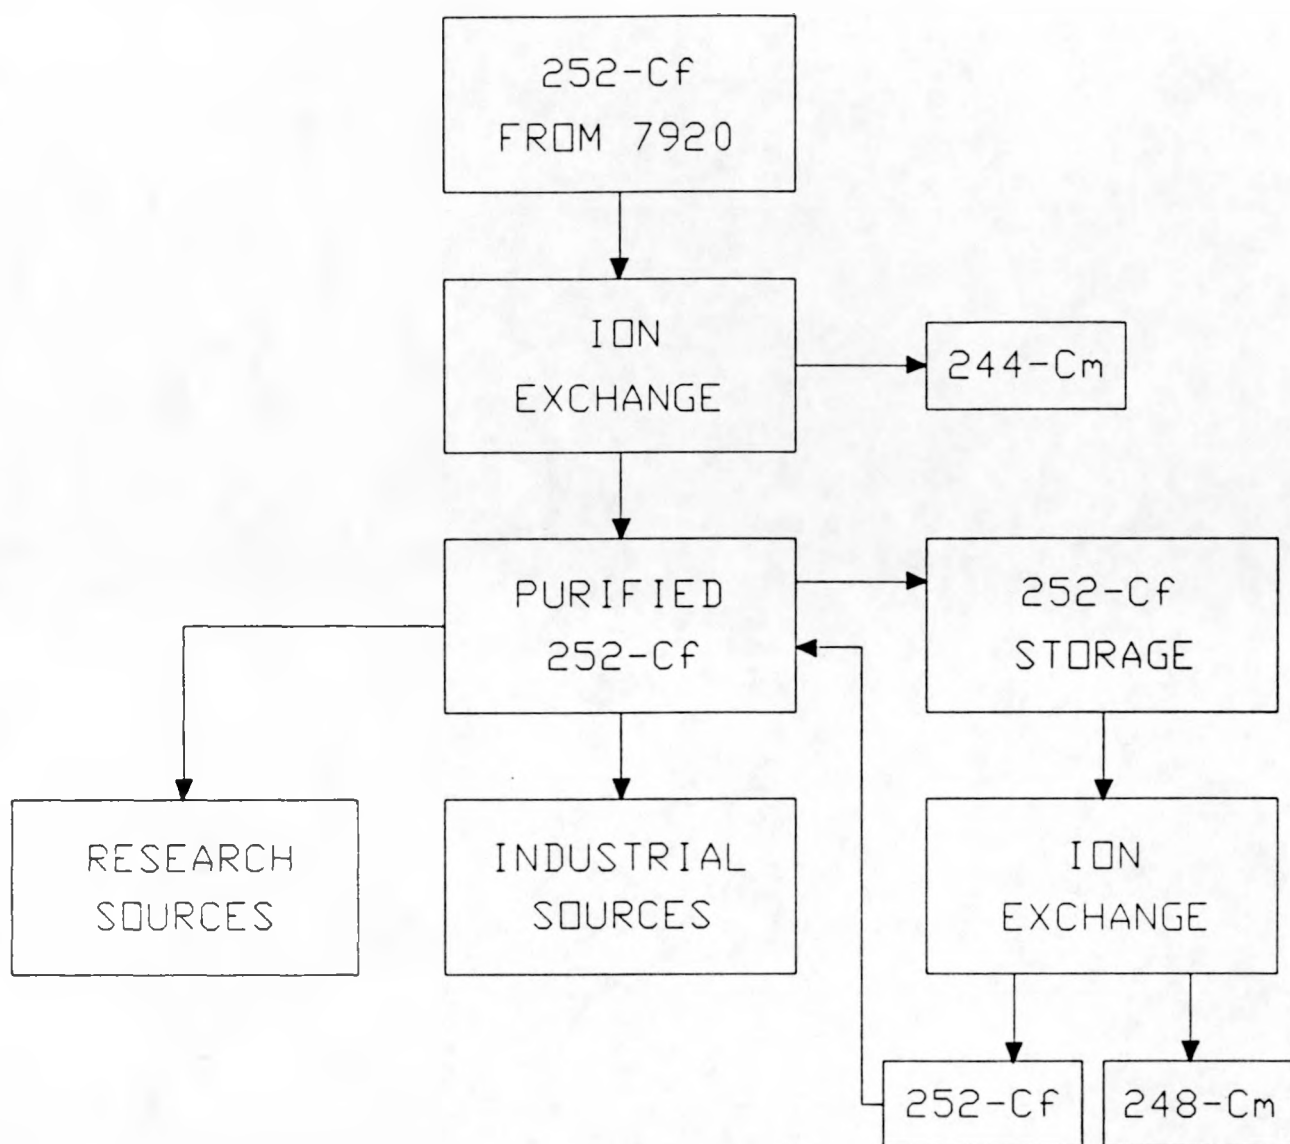 252-Cf
FROM 7920
ION
EXCHANGE
244-Cm
PURIFIED
252-Cf
252-Cf
STORAGE
RESEARCH
SOURCES
INDUSTRIAL
SOURCES
ION
EXCHANGE
252-Cf
248-Cm